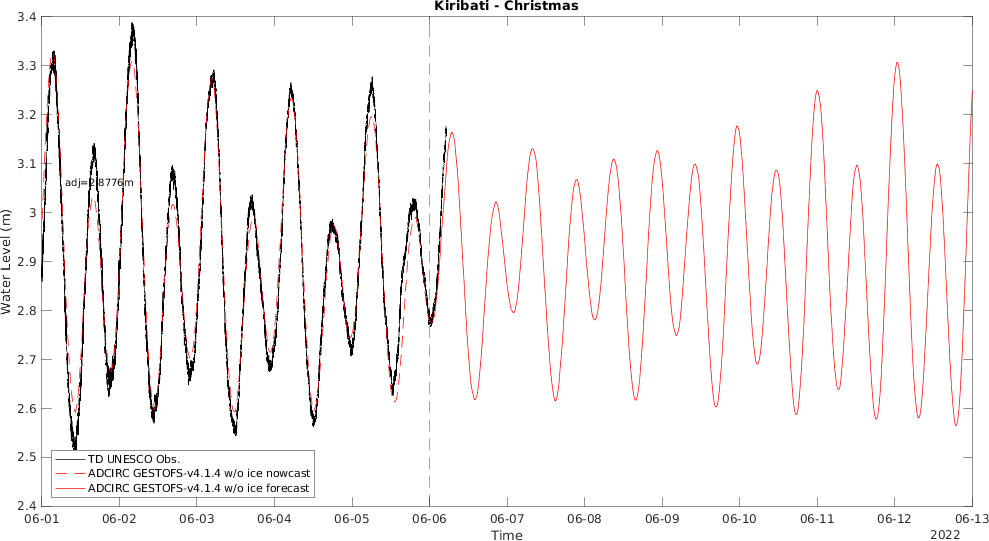 Kiribati - Christmas
Water Level (m)
3.4
3.3
3.2
3.1
3
2.9
2.8
2.7
2.6
2.5
2.4
adj=2.8776m
TD UNESCO Obs.
ADCIRC GESTOFS-v4.1.4 w/o ice nowcast
ADCIRC GESTOFS-v4.1.4 w/o ice forecast
06-01 06-02 06-03 06-04 06-05 06-06 06-07 06-08 06-09 06-10 06-11 06-12 06-13
Time
2022